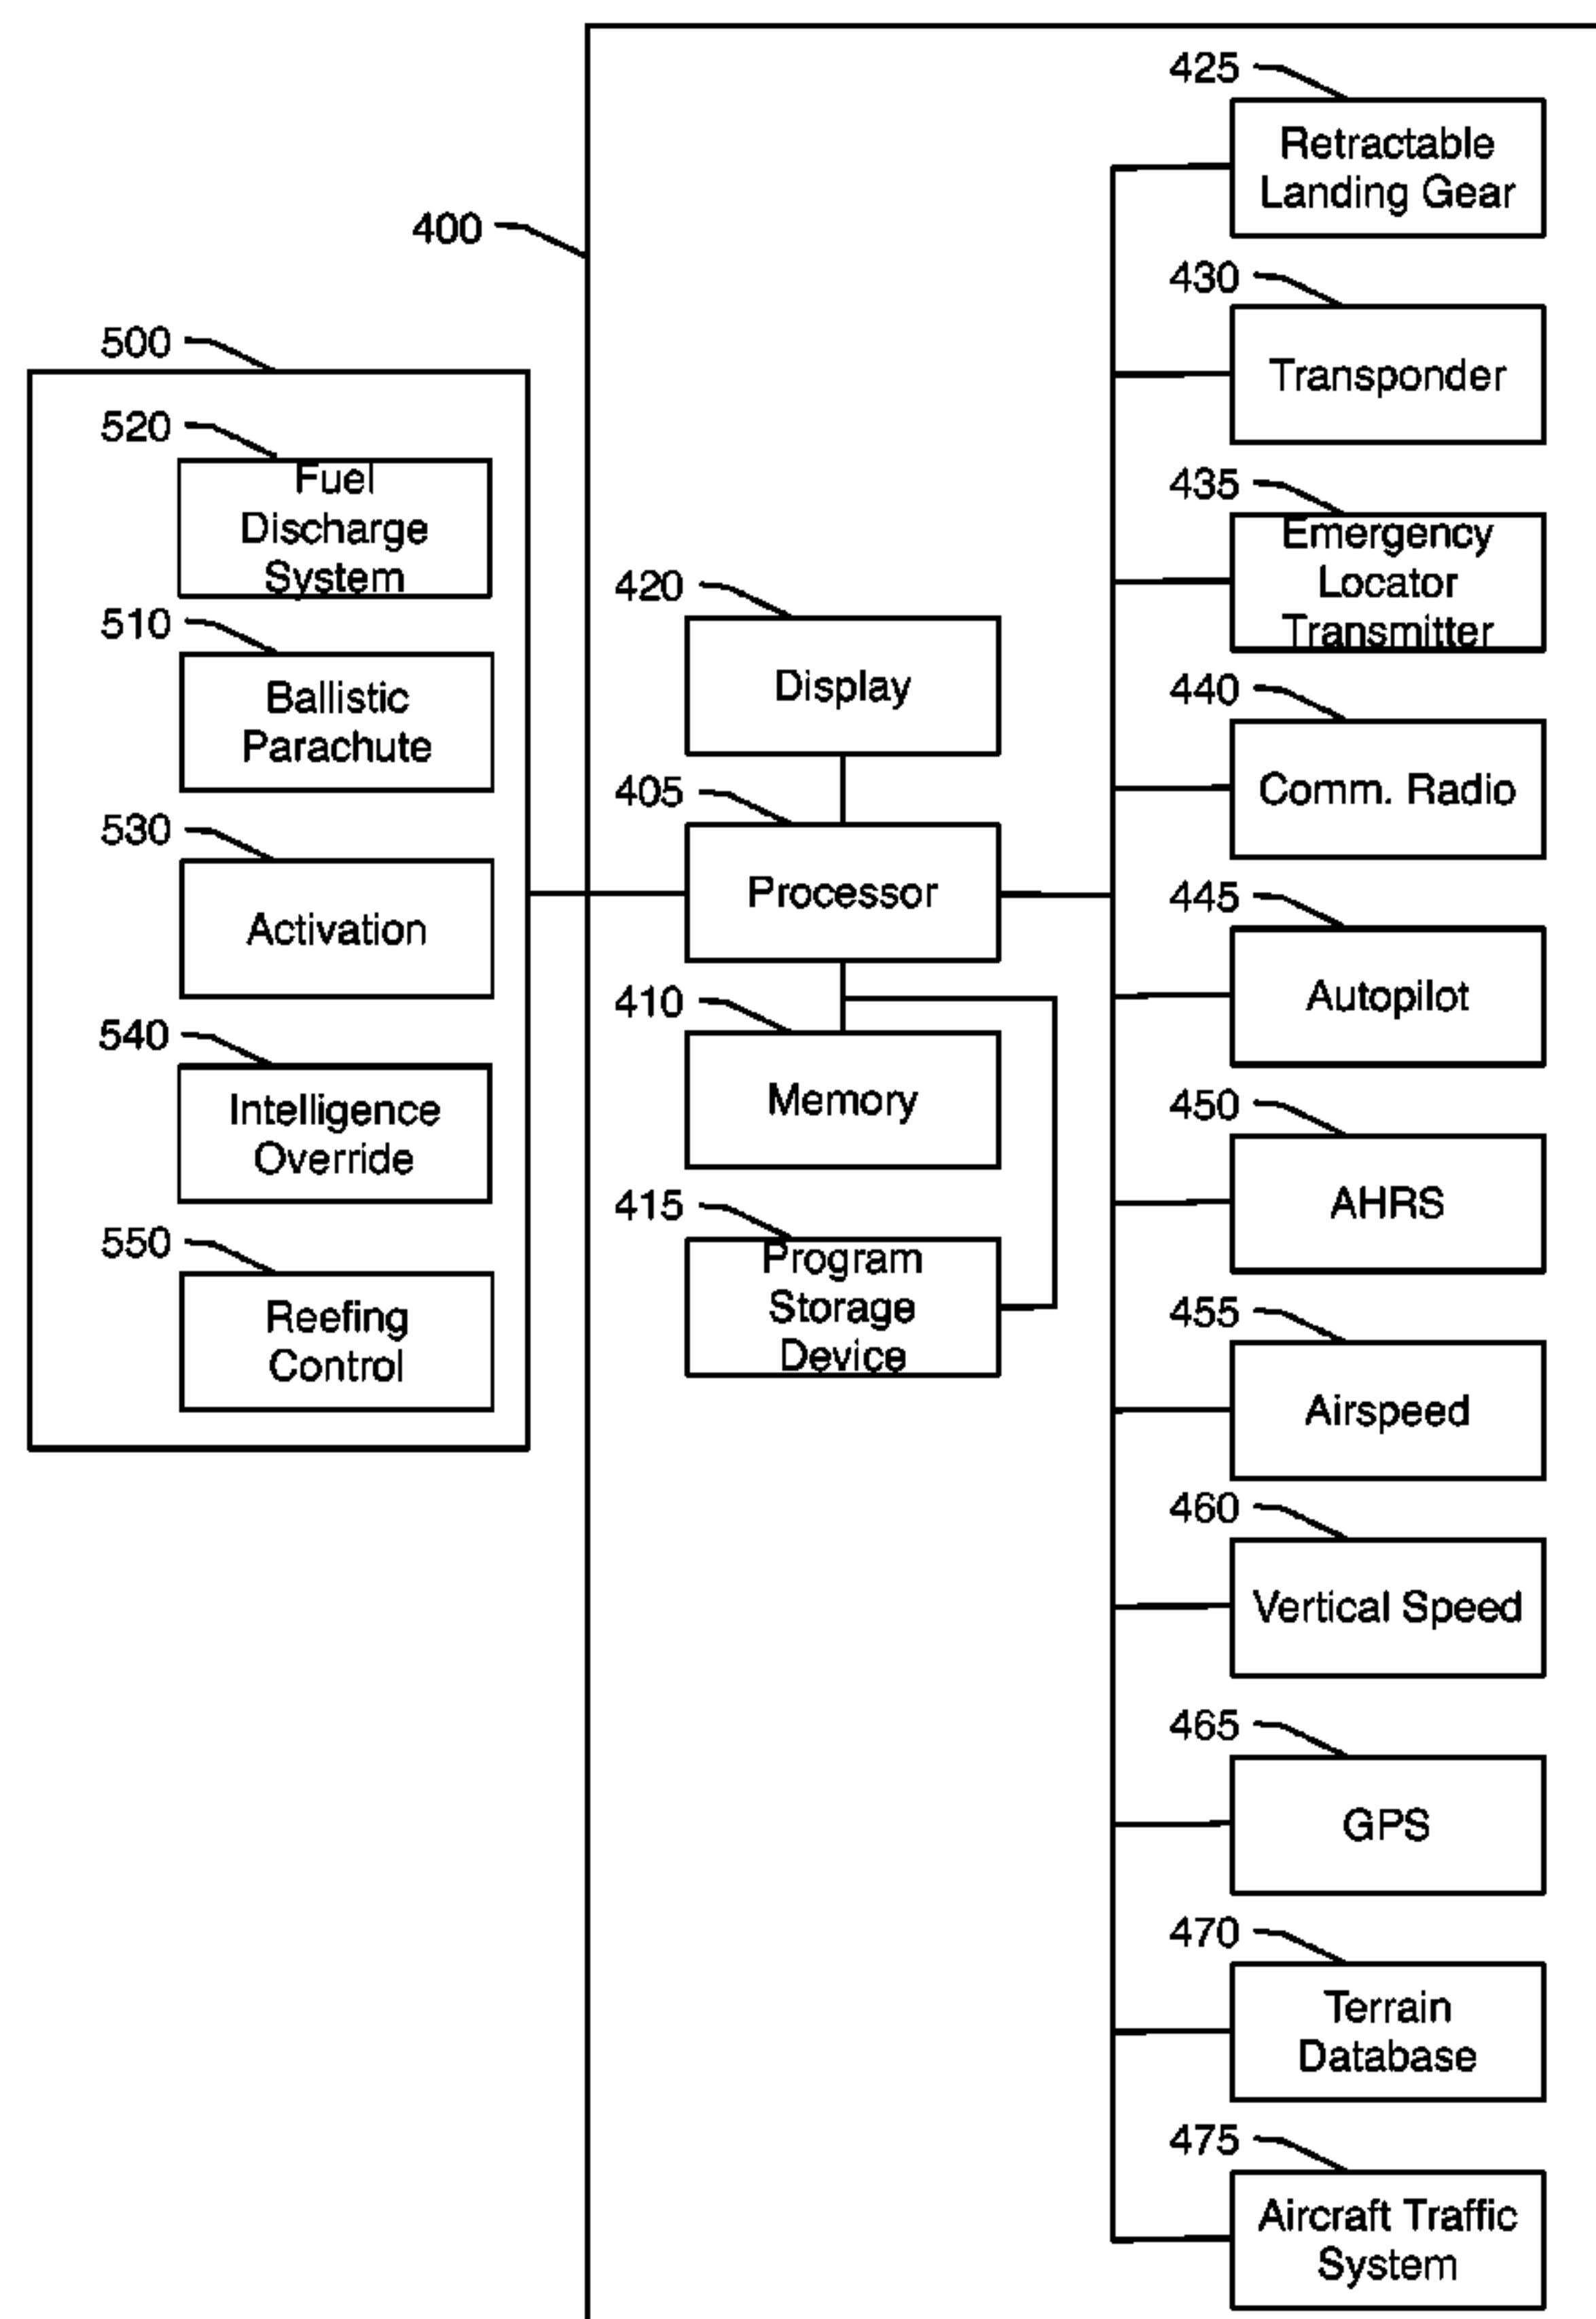 400
500
520
Fuel
Discharge
System
510
Ballistic
Parachute
530
Activation
540
Intelligence
Override
550
Reefing
Control
420
Display
405
Processor
410
Memory
415
Program
Storage
Device
425
Retractable
Landing Gear
430
Transponder
435
Emergency
Locator
Transmitter
440
Comm. Radio
445
Autopilot
450
AHRS
455
Airspeed
460
Vertical Speed
465
GPS
470
Terrain
Database
475
Aircraft Traffic
System